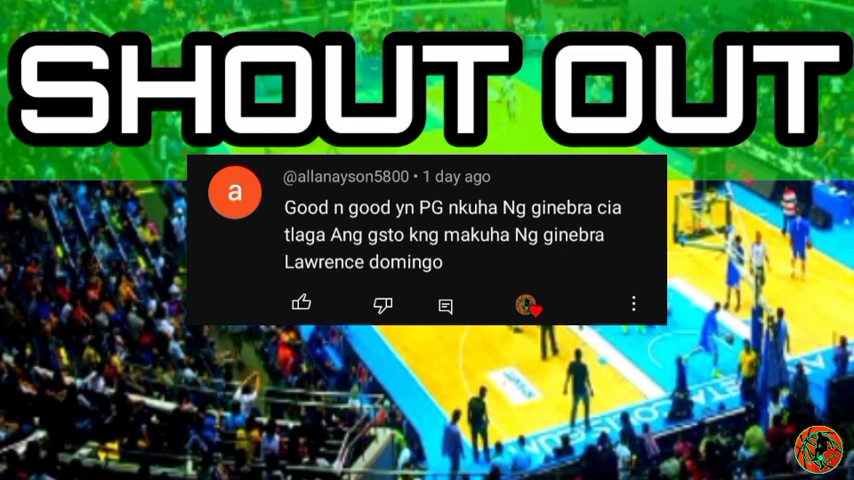 SHOUT OUT
a
@allanayson5800 • 1 day ago
Good n good yn PG nkuha Ng ginebra cia
tlaga Ang gsto kng makuha Ng ginebra
Lawrence domingo